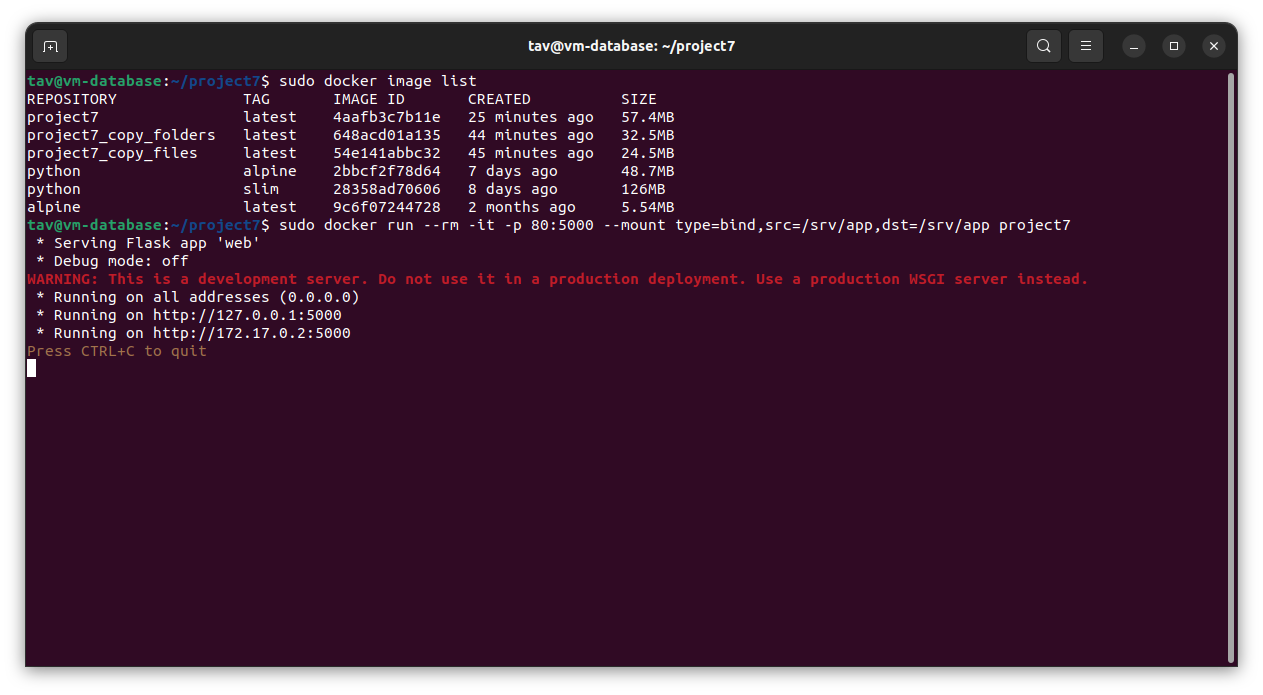 tav@vm-database: ~/project7
tav@vm-database:~/project7$ sudo docker image list
REPOSITORY              TAG       IMAGE ID       CREATED          SIZE
project7                latest    4aafb3c7b11e   25 minutes ago   57.4MB
project7_copy_folders   latest    648acd01a135   44 minutes ago   32.5MB
project7_copy_files     latest    54e141abbc32   45 minutes ago   24.5MB
python                  alpine    2bbcf2f78d64   7 days ago       48.7MB
python                  slim      28358ad70606   8 days ago       126MB
alpine                  latest    9c6f07244728   2 months ago     5.54MB
tav@vm-database:~/project7$ sudo docker run --rm -it -p 80:5000 --mount type=bind,src=/srv/app,dst=/srv/app project7
 * Serving Flask app 'web'
 * Debug mode: off
WARNING: This is a development server. Do not use it in a production deployment. Use a production WSGI server instead.
 * Running on all addresses (0.0.0.0)
 * Running on http://127.0.0.1:5000
 * Running on http://172.17.0.2:5000
Press CTRL+C to quit